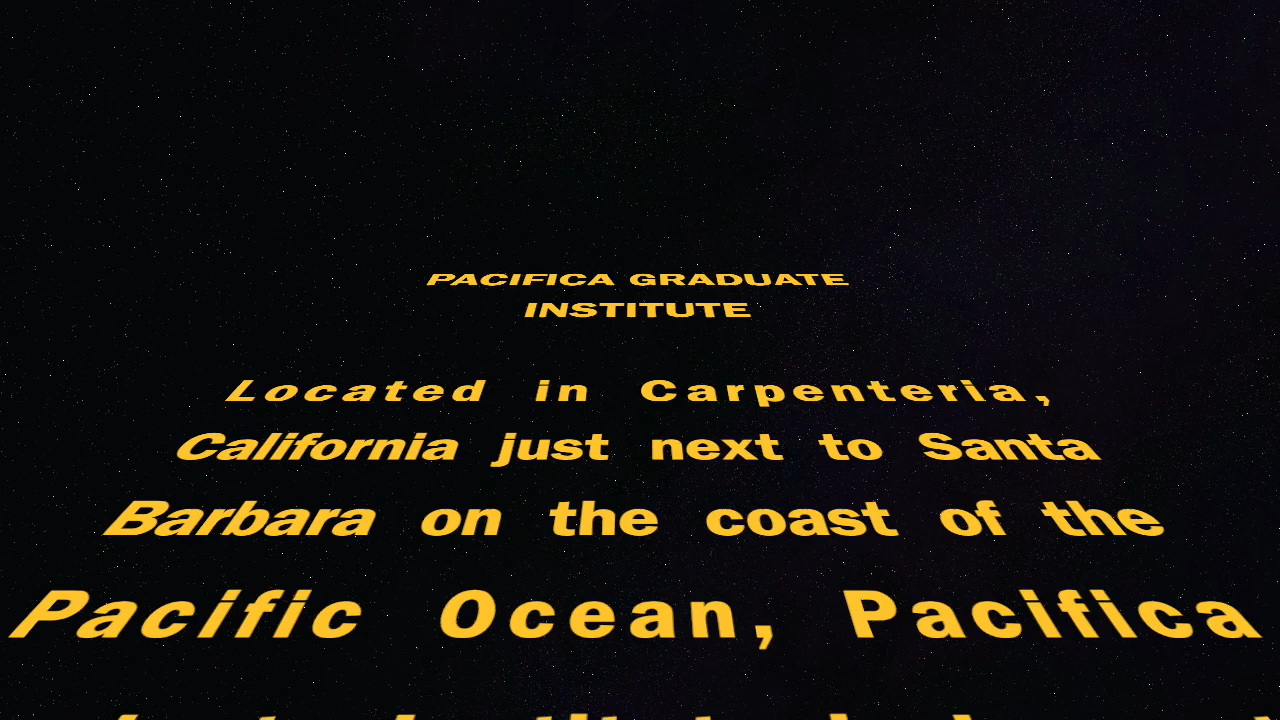 PACIFICA GRADUATE
INSTITUTE
Located in Carpenteria,
California just next to Santa
Barbara on the coast of the
Pacific Ocean, Pacifica